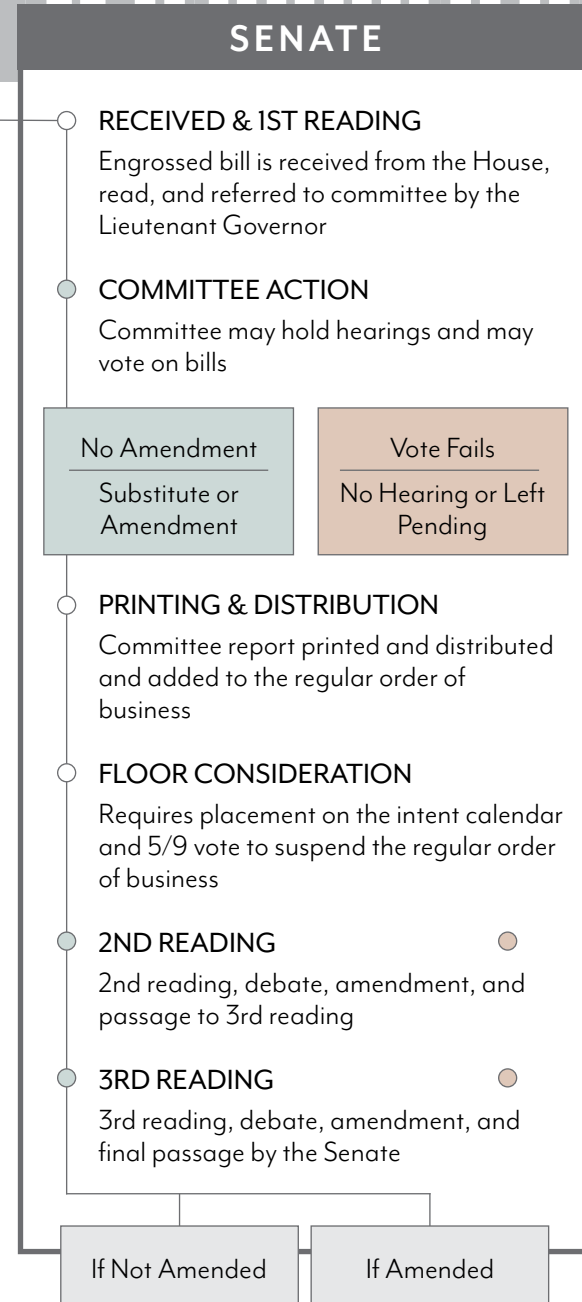 SENATE
RECEIVED & 1ST READING
Engrossed bill is received from the House,
read, and referred to committee by the
Lieutenant Governor
COMMITTEE ACTION
Committee may hold hearings and may
vote on bills
No Amendment
Substitute or
Amendment
Vote Fails
No Hearing or Left
Pending
PRINTING & DISTRIBUTION
Committee report printed and distributed
and added to the regular order of
business
FLOOR CONSIDERATION
Requires placement on the intent calendar
and 5/9 vote to suspend the regular order
of business
2ND READING
2nd reading, debate, amendment, and
passage to 3rd reading
3RD READING
3rd reading, debate, amendment, and
final passage by the Senate
If Not Amended
If Amended